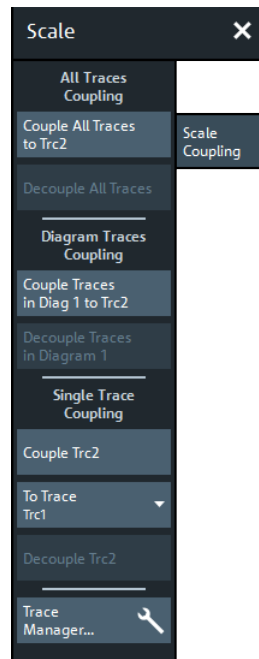 Scale
All Traces
Coupling
Couple All Traces
to Trc2
Scale
Coupling
Decouple All Traces
Diagram Traces
Coupling
Couple Traces
in Diag 1 to Trc2
Decouple Traces
in Diagram 1
Single Trace
Coupling
Couple Trc2
To Trace
Trc1
Decouple Trc2
Trace
Manager...